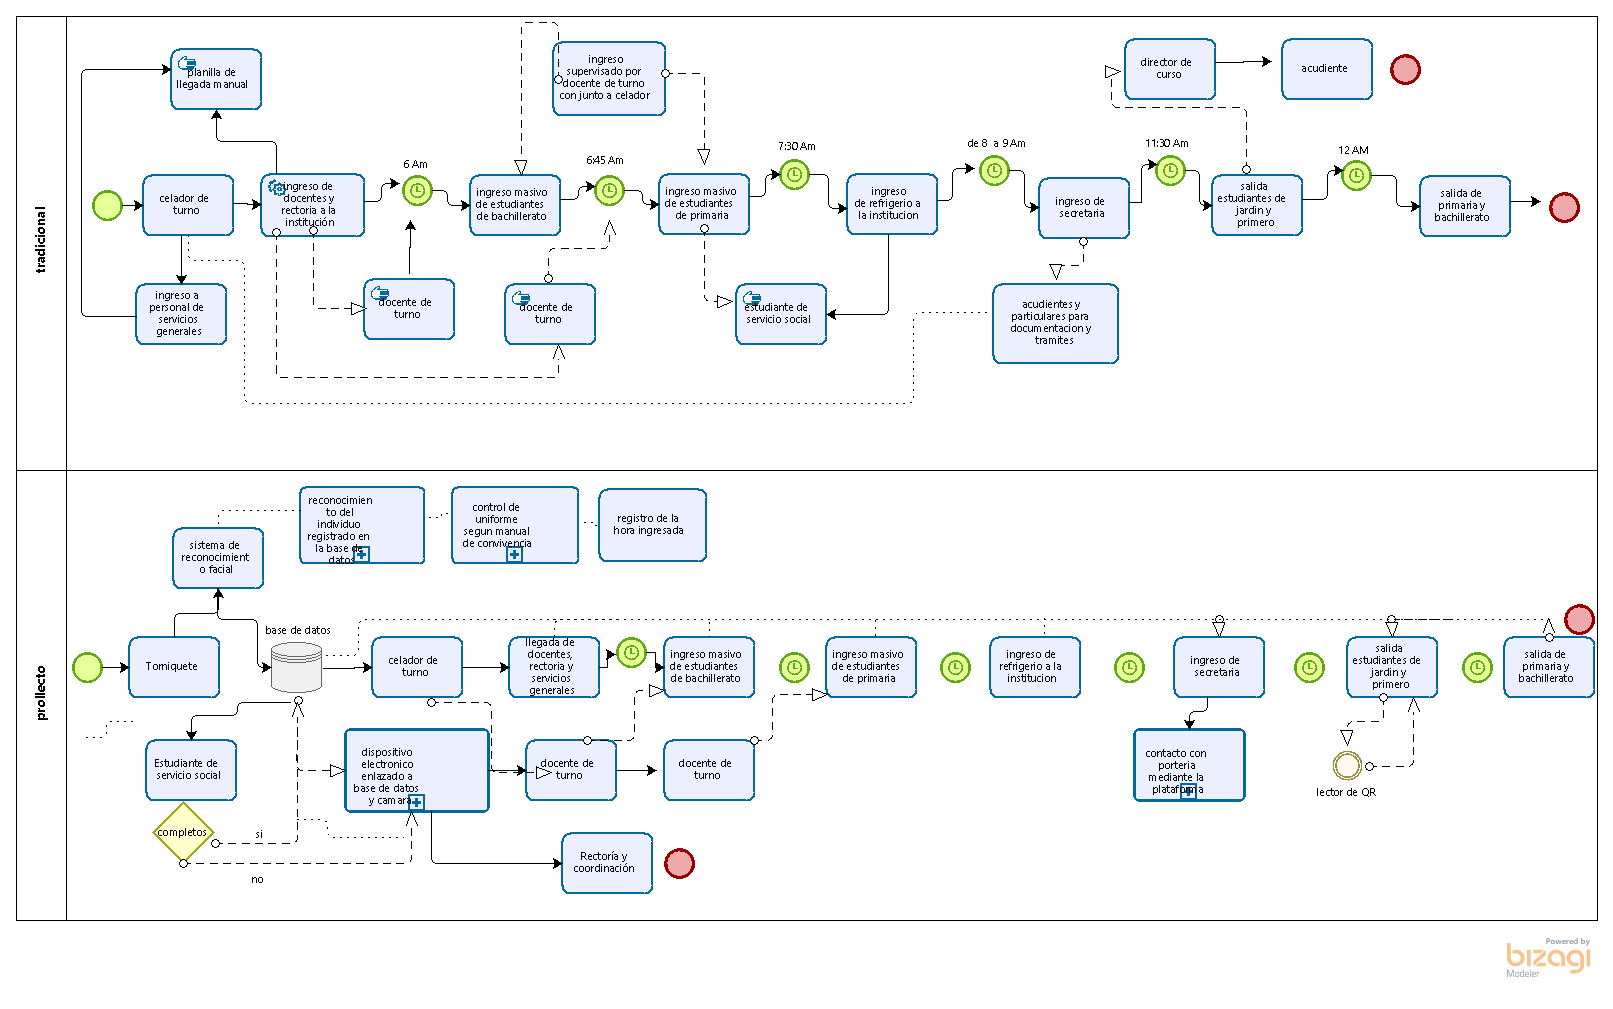 tradicional
planilla de
llegada manual
celador de
turno
ingreso a
personal de
servicios
generales
ingreso de
docentes y
rectoria a la
institución
6 Am
docente de
turno
ingreso masivo
de estudiantes
de bachillerato
ingreso
supervisado por
docente de turno
con junto a celador
6:45 Am
docente de
turno
ingreso masivo
de estudiantes
de primaria
7:30 Am
estudiante de
servicio social
ingreso
de refrigerio a
la institucion
de 8 a 9 Am
ingreso de
secretaria
acudientes y
particulares para
documentacion y
tramites
director de
curso
acudiente
11:30 Am
salida
estudiantes de
jardin y
primero
12 AM
salida de
primaria y
bachillerato
prollecto
reconocimien
to del
individuo
registrado en
la base de
datos
control de
uniforme
segun manual
de convivencia
registro de la
hora ingresada
sistema de
reconocimient
o facial
Torniquete
base de datos
celador de
turno
llegada de
docentes,
rectoria y
servicios
generales
ingreso masivo
de estudiantes
de bachillerato
ingreso masivo
de estudiantes
de primaria
ingreso de
refrigerio a la
institucion
ingreso de
secretaria
salida
estudiantes de
jardin y
primero
salida de
primaria y
bachillerato
Estudiante de
servicio social
completos
si
no
dispositivo
electronico
enlazado a
base de datos
y camara
docente de
turno
docente de
turno
contacto con
porteria
mediante la
plataforma
lector de QR
Rectoría y
coordinación
Powered by
bizagi
Modeler